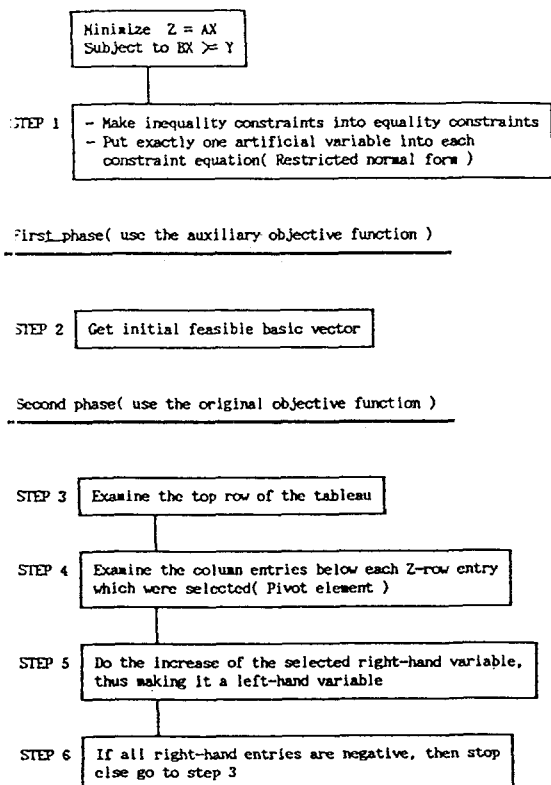 Minimize Z = AX
Subject to BX >= Y
STEP 1
- Make inequality constraints into equality constraints
- Put exactly one artificial variable into each
constraint equation( Restricted normal form )
First phase( use the auxiliary objective function )
STEP 2
Get initial feasible basic vector
Second phase( use the original objective function )
STEP 3
Examine the top row of the tableau
STEP 4
Examine the column entries below each Z-row entry
which were selected( Pivot element )
STEP 5
Do the increase of the selected right-hand variable,
thus making it a left-hand variable
STEP 6
If all right-hand entries are negative, then stop
else go to step 3